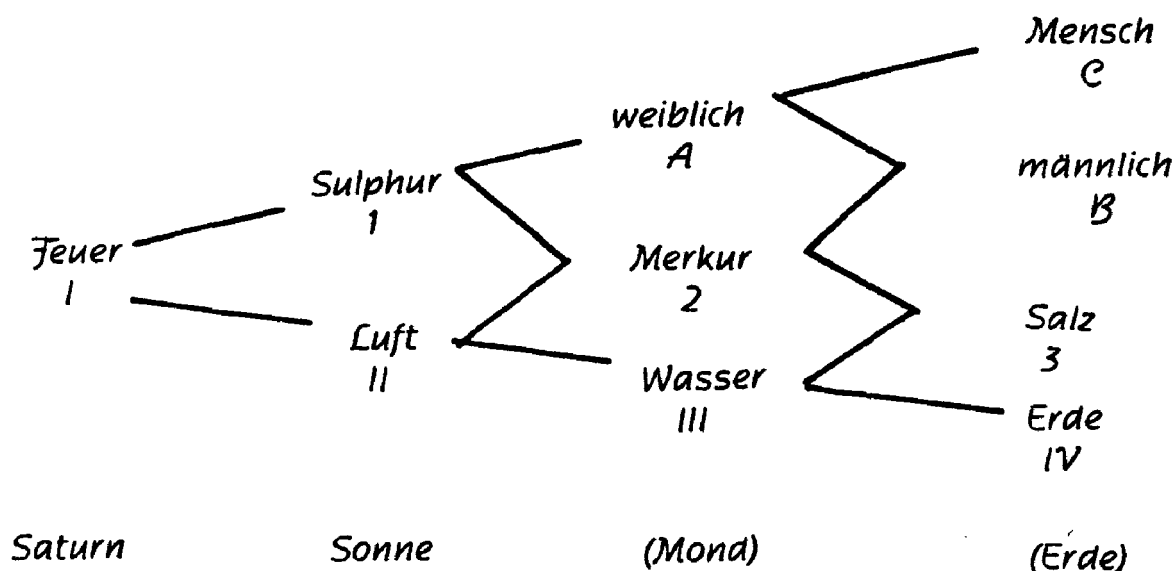 Mensch
C
weiblich
A
männlich
B
Sulphur
1
Feuer
I
Merkur
2
Salz
3
Luft
II
Wasser
III
Erde
IV
Saturn Sonne (Mond) (Erde)